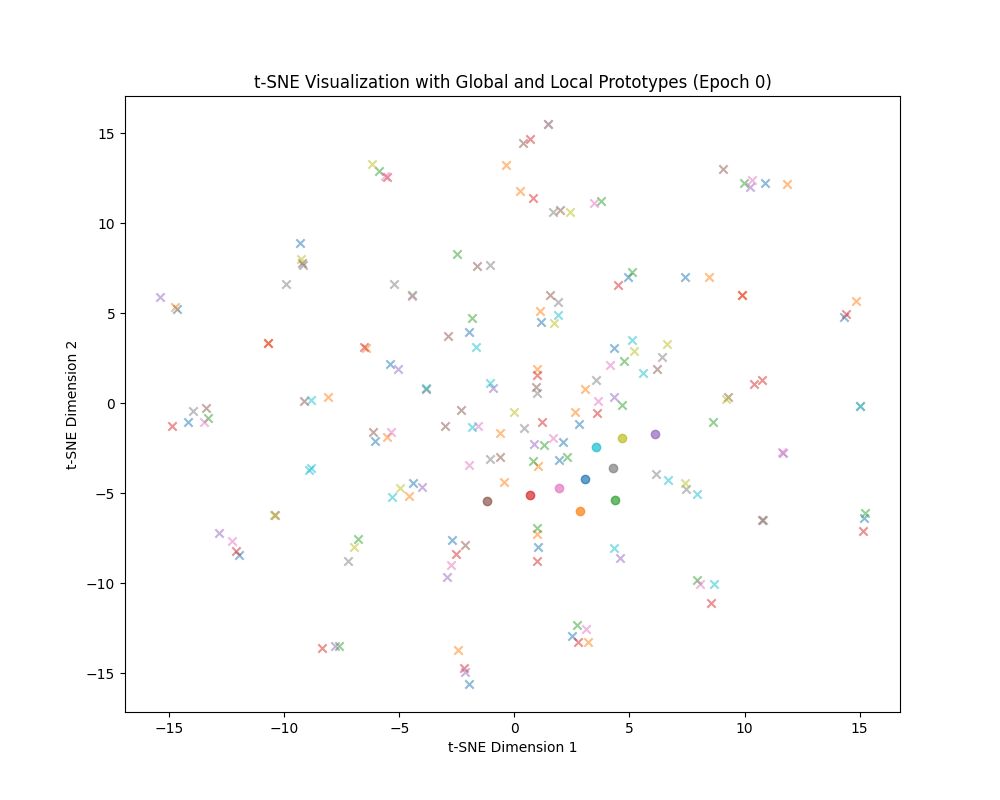 t-SNE Visualization with Global and Local Prototypes (Epoch 0)
15
10
5
0
−5
−10
−15
t-SNE Dimension 2
−15 −10 −5 0 5 10 15
t-SNE Dimension 1